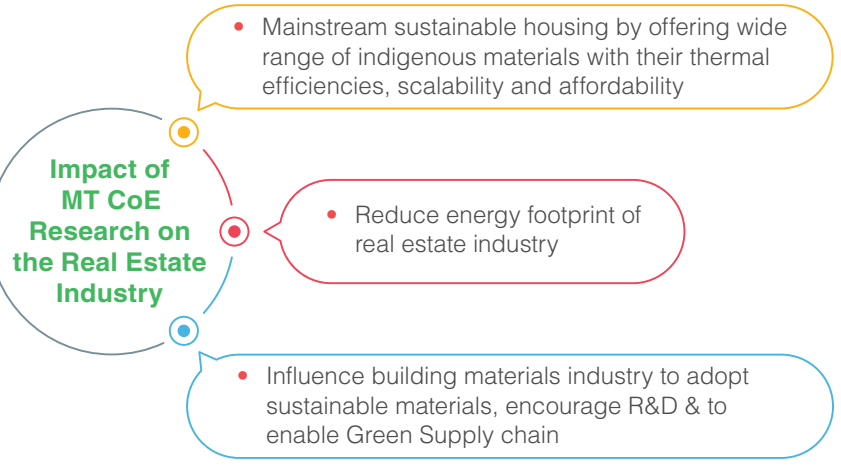 Impact of
MT CoE
Research on
the Real Estate
Industry
• Mainstream sustainable housing by offering wide
range of indigenous materials with their thermal
efficiencies, scalability and affordability
• Reduce energy footprint of
real estate industry
• Influence building materials industry to adopt
sustainable materials, encourage R&D & to
enable Green Supply chain